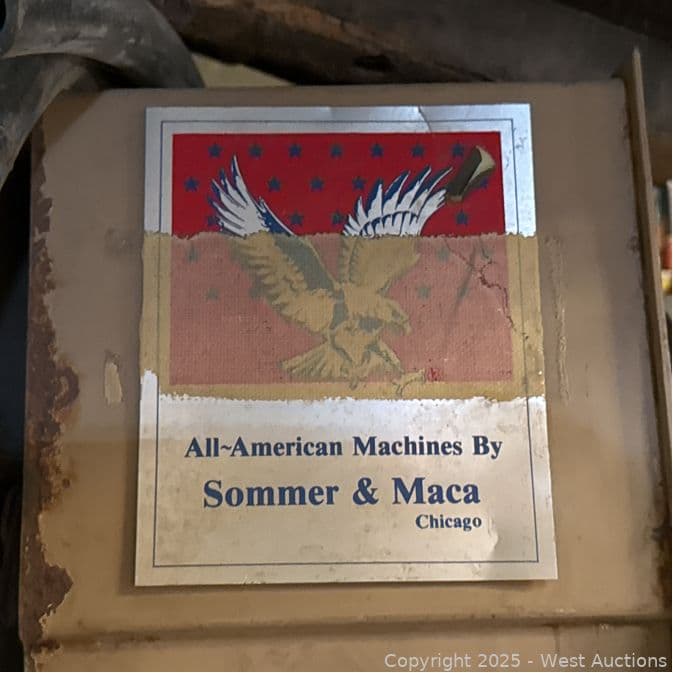 All~American Machines By
Sommer & Maca
Chicago
Copyright 2025 - West Auctions